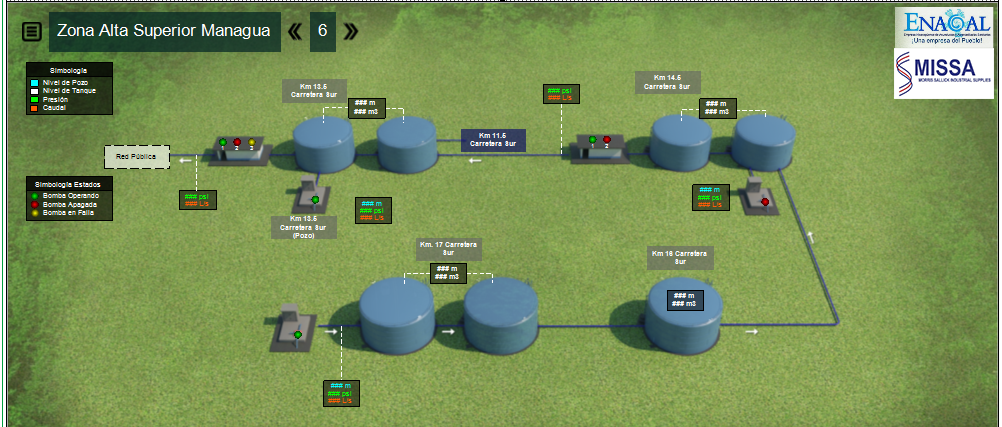 Zona Alta Superior Managua
6
ENACAL
¡Una empresa del Pueblo!
MISSA
MORRIS SALLICK INDUSTRIAL SUPPLIES
Simbología
Nivel de Pozo
Nivel de Tanque
Presión
Caudal
Km 13.5
Carretera Sur
### m
### m3
### psi
### L/s
Km 14.5
Carretera Sur
### m
### m3
Km 11.5
Carretera Sur
1
2
3
1
2
Red Pública
Simbología Estados
Bomba Operando
Bomba Apagada
Bomba en Falla
### psi
### L/s
### m
### psi
### L/s
### m
### psi
### L/s
Km 13.5
Carretera Sur
(Pozo)
Km. 17 Carretera
Sur
### m
### m3
Km 16 Carretera
Sur
### m
### m3
### m
### psi
### L/s